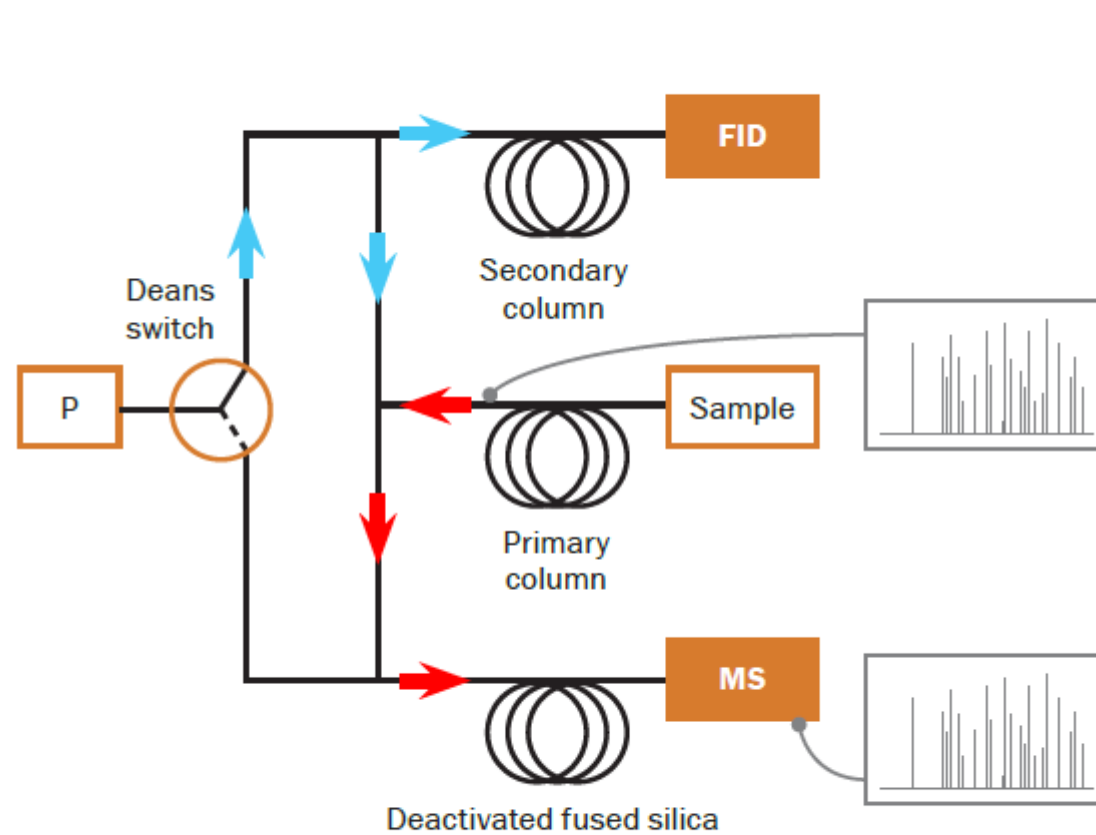 FID
Secondary
column
Deans
switch
P
Sample
Primary
column
MS
Deactivated fused silica